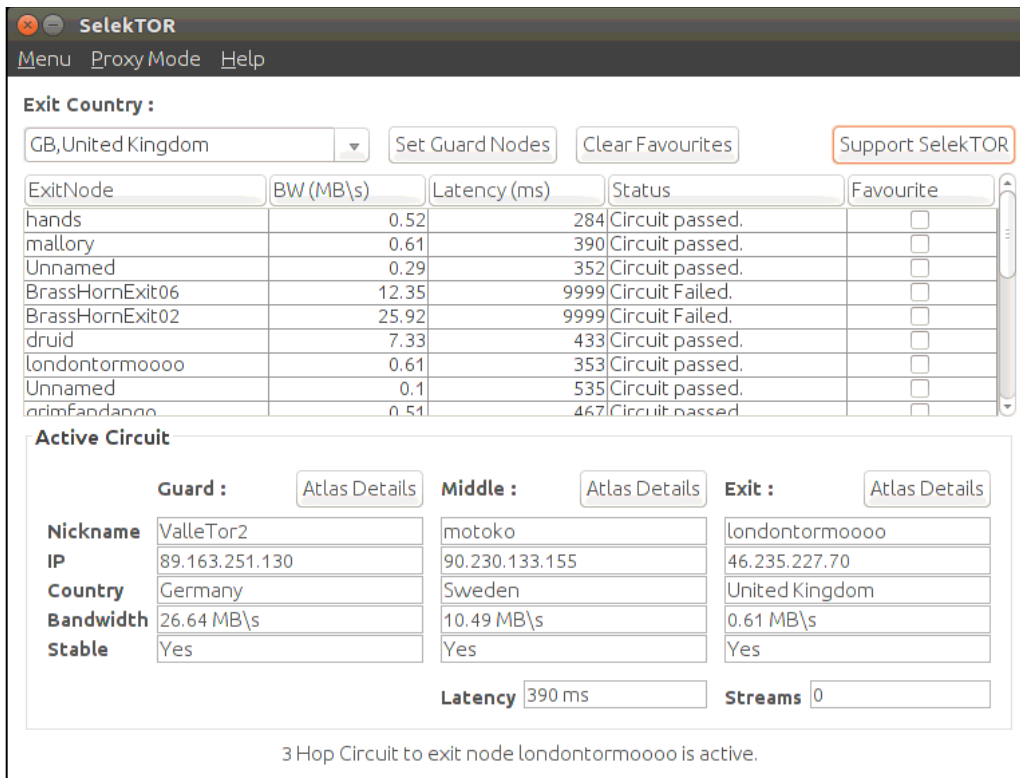 SelekTOR
Menu Proxy Mode Help
Exit Country :
GB,United Kingdom Set Guard Nodes Clear Favourites Support SelekTOR
ExitNode BW (MB\s) Latency (ms) Status Favourite
hands 0.52 284 Circuit passed.
mallory 0.61 390 Circuit passed.
Unnamed 0.29 352 Circuit passed.
BrassHornExit06 12.35 9999 Circuit Failed.
BrassHornExit02 25.92 9999 Circuit Failed.
druid 7.33 433 Circuit passed.
londontormoooo 0.61 353 Circuit passed.
Unnamed 0.1 535 Circuit passed.
grimfandango 0.51 467 Circuit passed.
Active Circuit
Guard : Atlas Details Middle : Atlas Details Exit : Atlas Details
Nickname ValleTor2 motoko londontormoooo
IP 89.163.251.130 90.230.133.155 46.235.227.70
Country Germany Sweden United Kingdom
Bandwidth 26.64 MB\s 10.49 MB\s 0.61 MB\s
Stable Yes Yes Yes
Latency 390 ms Streams 0
3 Hop Circuit to exit node londontormoooo is active.